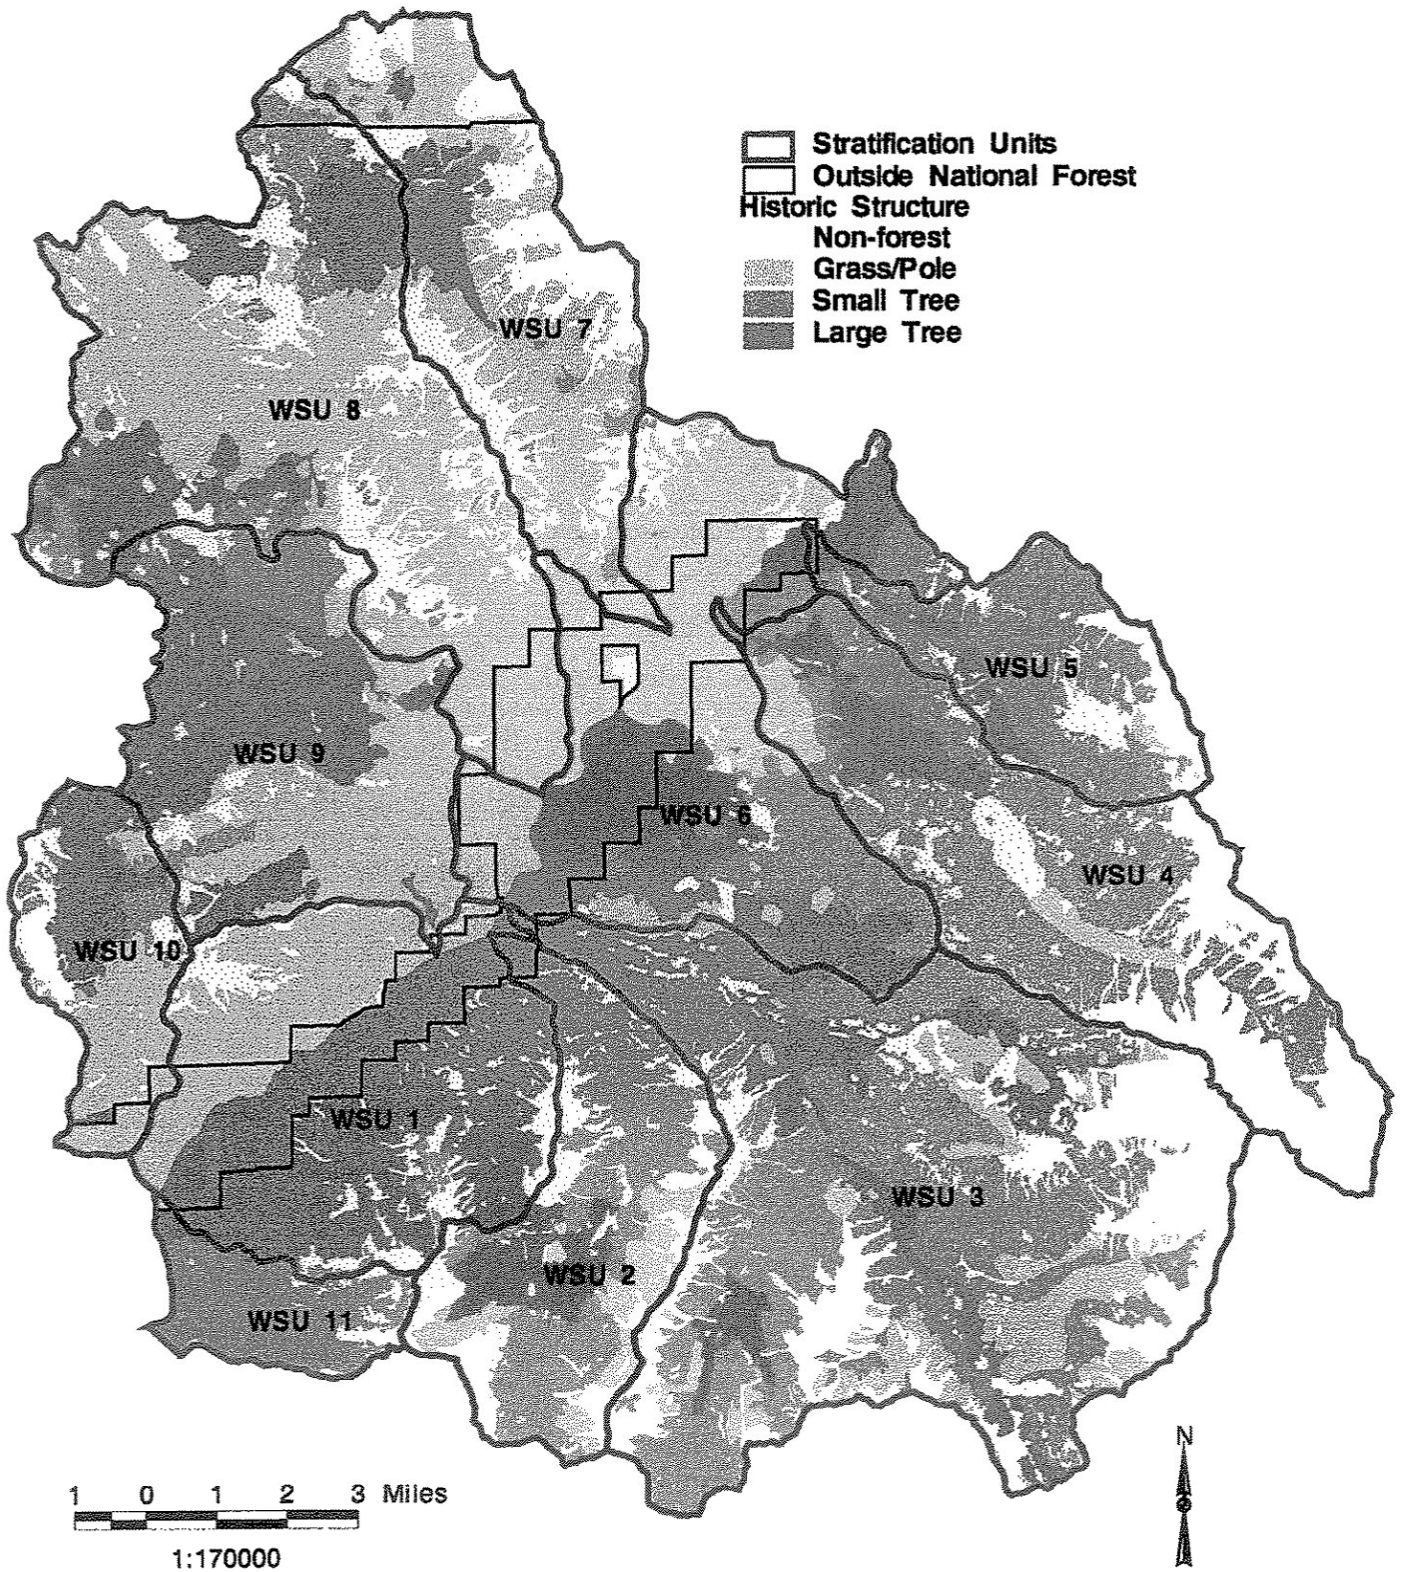 Stratification Units
Outside National Forest
Historic Structure
Non-forest
Grass/Pole
Small Tree
Large Tree
WSU 7
WSU 8
WSU 5
WSU 9
WSU 6
WSU 4
WSU 10
WSU 1
WSU 3
WSU 2
WSU 11
N
1 0 1 2 3 Miles
1:170000